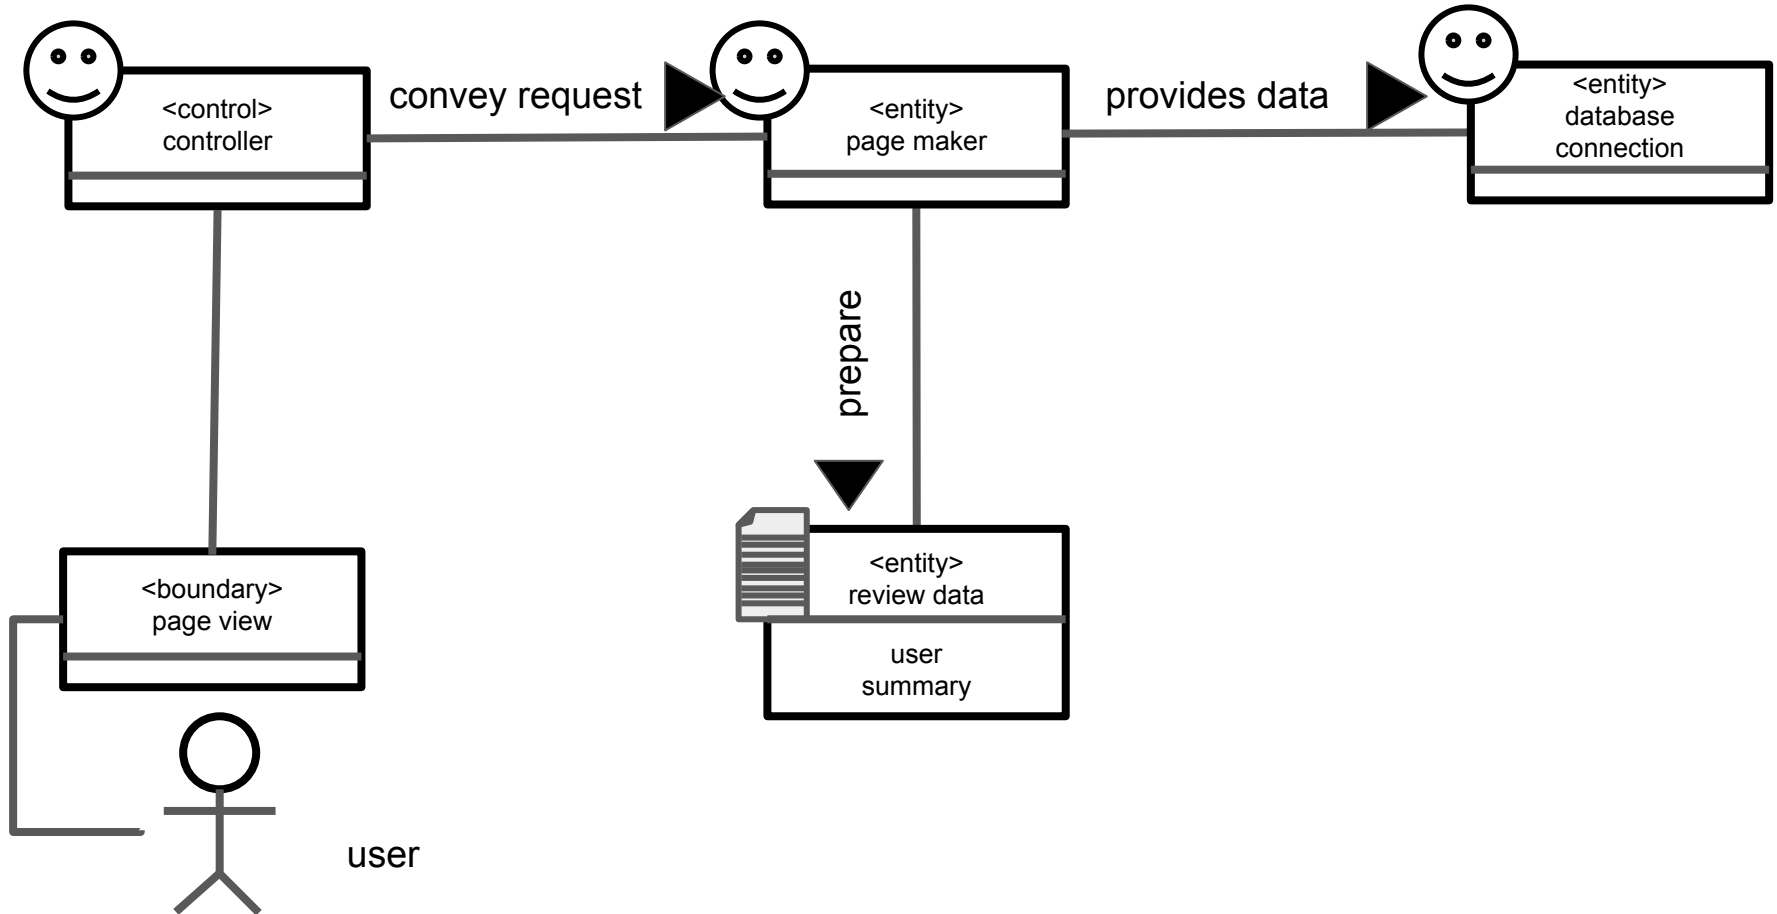 <control>
controller
convey request
<entity>
page maker
provides data
<entity>
database
connection
prepare
<boundary>
page view
<entity>
review data
user
summary
user